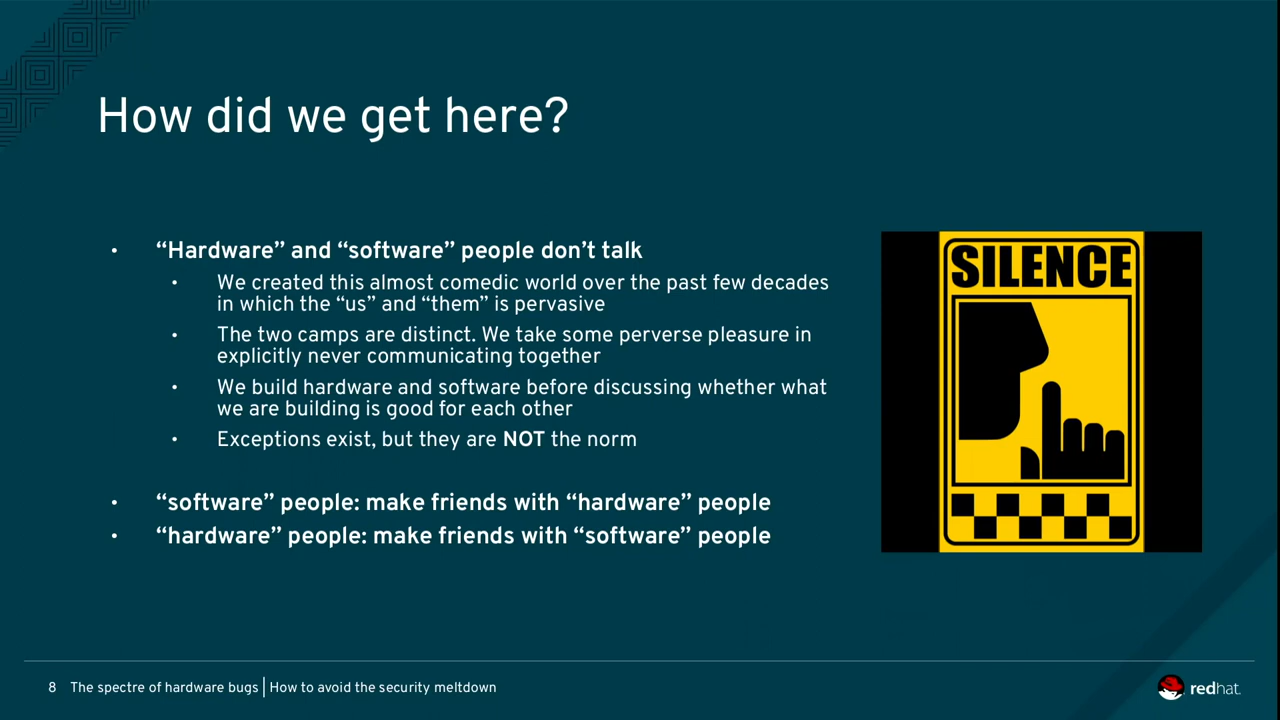 How did we get here?
“Hardware” and “software” people don’t talk
We created this almost comedic world over the past few decades
in which the “us” and “them” is pervasive
The two camps are distinct. We take some perverse pleasure in
explicitly never communicating together
We build hardware and software before discussing whether what
we are building is good for each other
Exceptions exist, but they are NOT the norm
“software” people: make friends with “hardware” people
“hardware” people: make friends with “software” people
SILENCE
8 The spectre of hardware bugs | How to avoid the security meltdown
redhat.